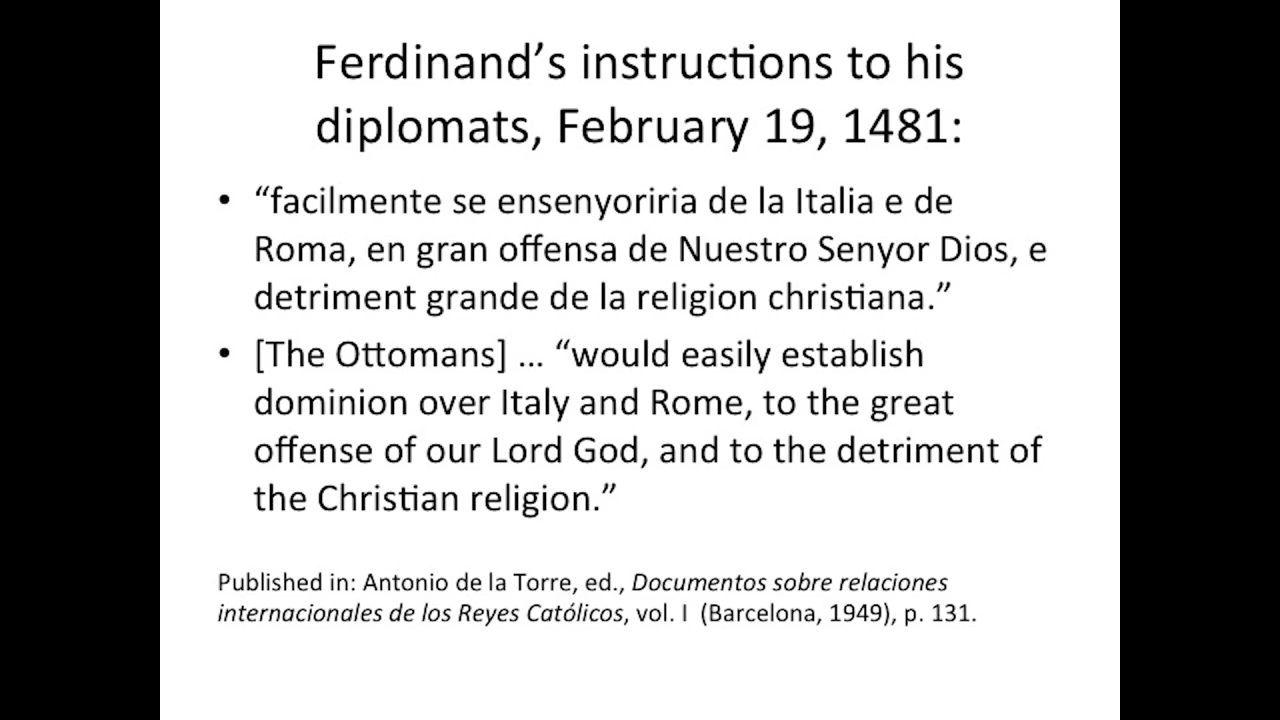 Ferdinand’s instructions to his
diplomats, February 19, 1481:
• “facilmente se ensenyoriria de la Italia e de
Roma, en gran offensa de Nuestro Senyor Dios, e
detriment grande de la religion christiana.”
• [The Ottomans] ... “would easily establish
dominion over Italy and Rome, to the great
offense of our Lord God, and to the detriment of
the Christian religion.”
Published in: Antonio de la Torre, ed., Documentos sobre relaciones
internacionales de los Reyes Católicos, vol. I (Barcelona, 1949), p. 131.